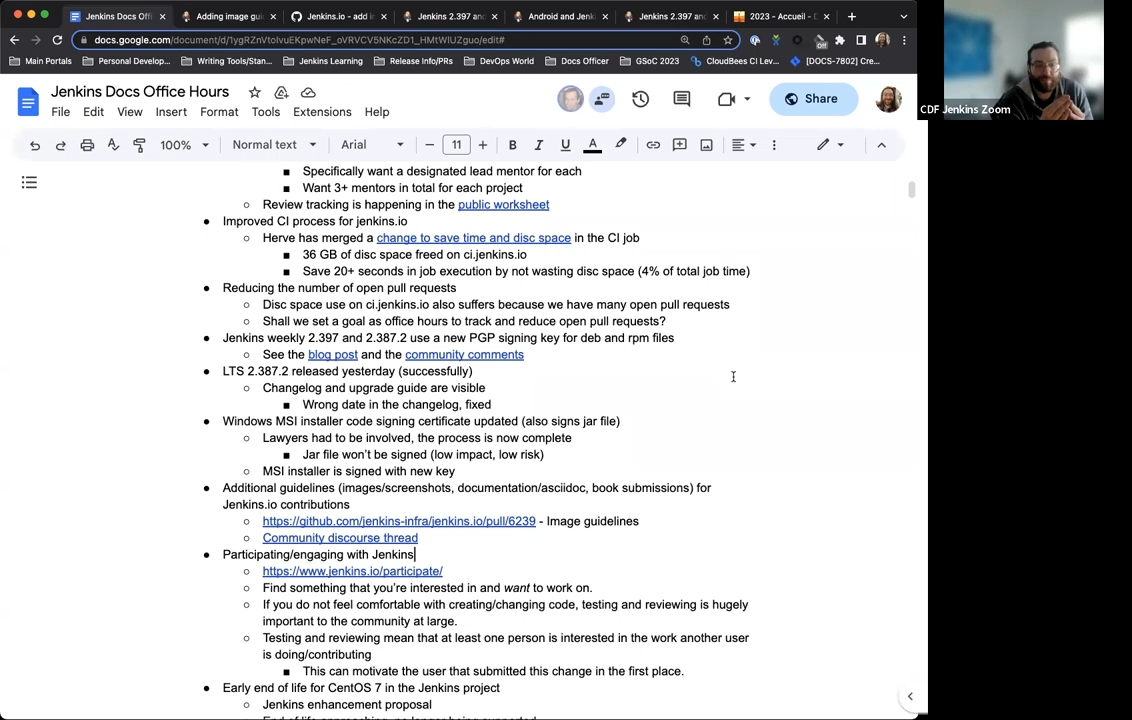 Jenkins Docs Offi
Adding image gui
Jenkins.io - add i
Jenkins 2.397 and
Android and Jenki
Jenkins 2.397 and
2023 - Accueil - D
docs.google.com/document/d/1ygRZnVtoIvuEKpwNeF_oVRVCV5NKcZD1_HMtWIUZguo/edit#
Off
Main Portals
Personal Develop...
Writing Tools/Stan...
Jenkins Learning
Release Info/PRs
DevOps World
Docs Officer
GSoC 2023
CloudBees CI Lev...
[DOCS-7802] (Cre...
Jenkins Docs Office Hours
File Edit View Insert Format Tools Extensions Help
Share
CDF Jenkins Zoom
100% Normal text Arial 11 B I U A
Specifically want a designated lead mentor for each
Want 3+ mentors in total for each project
Review tracking is happening in the public worksheet
Improved CI process for jenkins.io
Herve has merged a change to save time and disc space in the CI job
36 GB of disc space freed on ci.jenkins.io
Save 20+ seconds in job execution by not wasting disc space (4% of total job time)
Reducing the number of open pull requests
Disc space use on ci.jenkins.io also suffers because we have many open pull requests
Shall we set a goal as office hours to track and reduce open pull requests?
Jenkins weekly 2.397 and 2.387.2 use a new PGP signing key for deb and rpm files
See the blog post and the community comments
LTS 2.387.2 released yesterday (successfully)
Changelog and upgrade guide are visible
Wrong date in the changelog, fixed
Windows MSI installer code signing certificate updated (also signs jar file)
Lawyers had to be involved, the process is now complete
Jar file won't be signed (low impact, low risk)
MSI installer is signed with new key
Additional guidelines (images/screenshots, documentation/asciidoc, book submissions) for
Jenkins.io contributions
https://github.com/jenkins-infra/jenkins.io/pull/6239 - Image guidelines
Community discourse thread
Participating/engaging with Jenkins
https://www.jenkins.io/participate/
Find something that you're interested in and want to work on.
If you do not feel comfortable with creating/changing code, testing and reviewing is hugely
important to the community at large.
Testing and reviewing mean that at least one person is interested in the work another user
is doing/contributing
This can motivate the user that submitted this change in the first place.
Early end of life for CentOS 7 in the Jenkins project
Jenkins enhancement proposal
End of life approaching, no longer being supported